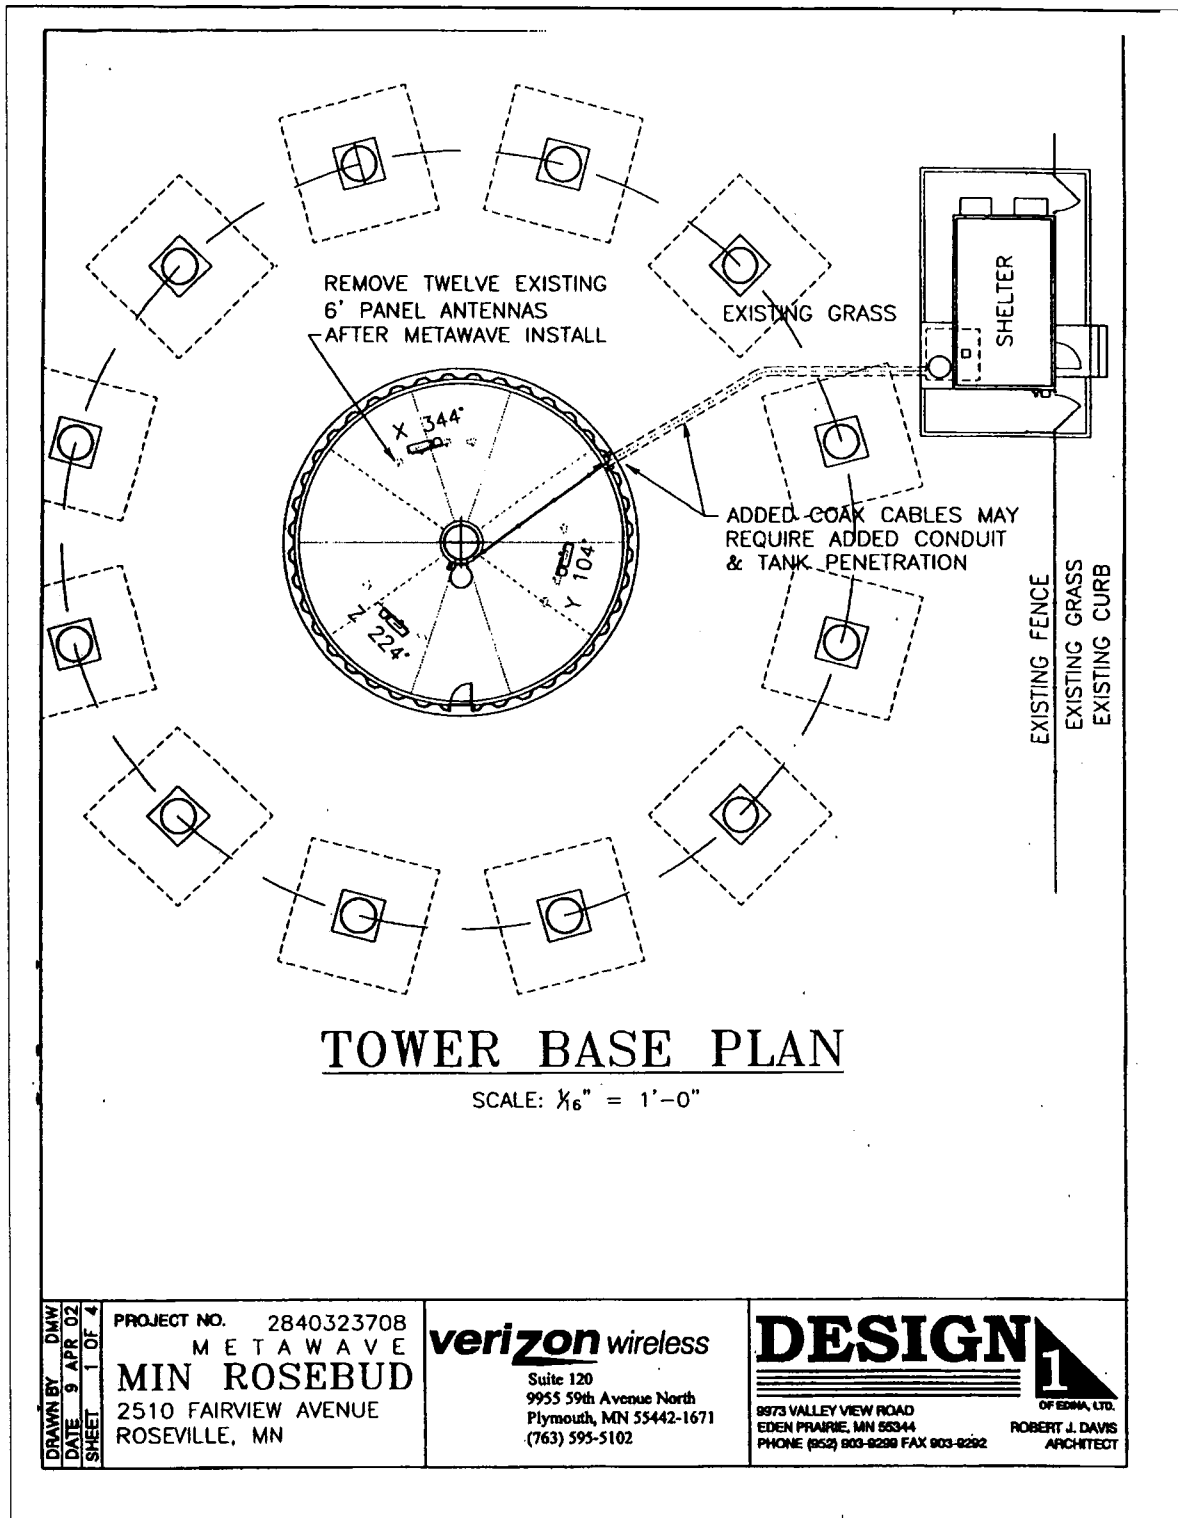 REMOVE TWELVE EXISTING
6' PANEL ANTENNAS
AFTER METAWAVE INSTALL
EXISTING GRASS
SHELTER
X 344°
Y 104°
Z 224°
ADDED COAX CABLES MAY
REQUIRE ADDED CONDUIT
& TANK PENETRATION
EXISTING FENCE
EXISTING GRASS
EXISTING CURB
TOWER BASE PLAN
SCALE: 1/16" = 1'-0"
DRAWN BY DMW
DATE 9 APR 02
SHEET 1 OF 4
PROJECT NO. 2840323708
METAWAVE
MIN ROSEBUD
2510 FAIRVIEW AVENUE
ROSEVILLE, MN
verizon wireless
Suite 120
9955 59th Avenue North
Plymouth, MN 55442-1671
(763) 595-5102
DESIGN 1
OF EDINA, LTD.
9973 VALLEY VIEW ROAD
EDEN PRAIRIE, MN 55344
PHONE (952) 903-9299 FAX 903-9292
ROBERT J. DAVIS
ARCHITECT